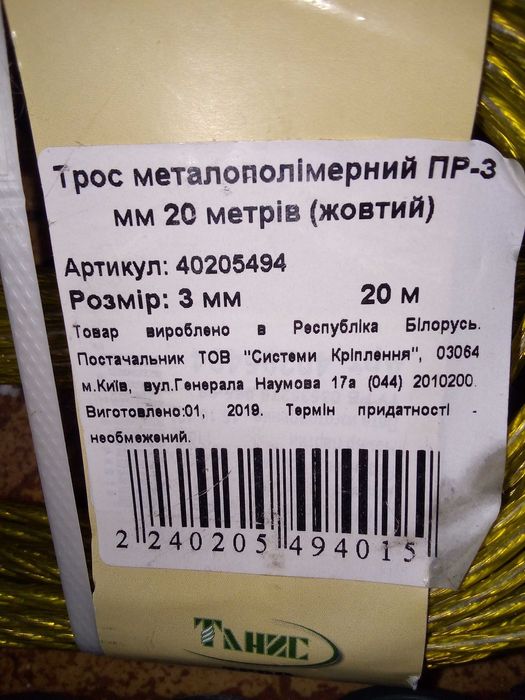 Трос металополімерний ПР-3
мм 20 метрів (жовтий)
Артикул: 40205494
Розмір: 3 мм 20 м
Товар вироблено в Республіка Білорусь.
Постачальник ТОВ "Системи Кріплення", 03064
м.Київ, вул.Генерала Наумова 17а (044) 2010200.
Виготовлено:01, 2019. Термін придатності -
необмежений.
2 240205 494015
ТАНИС